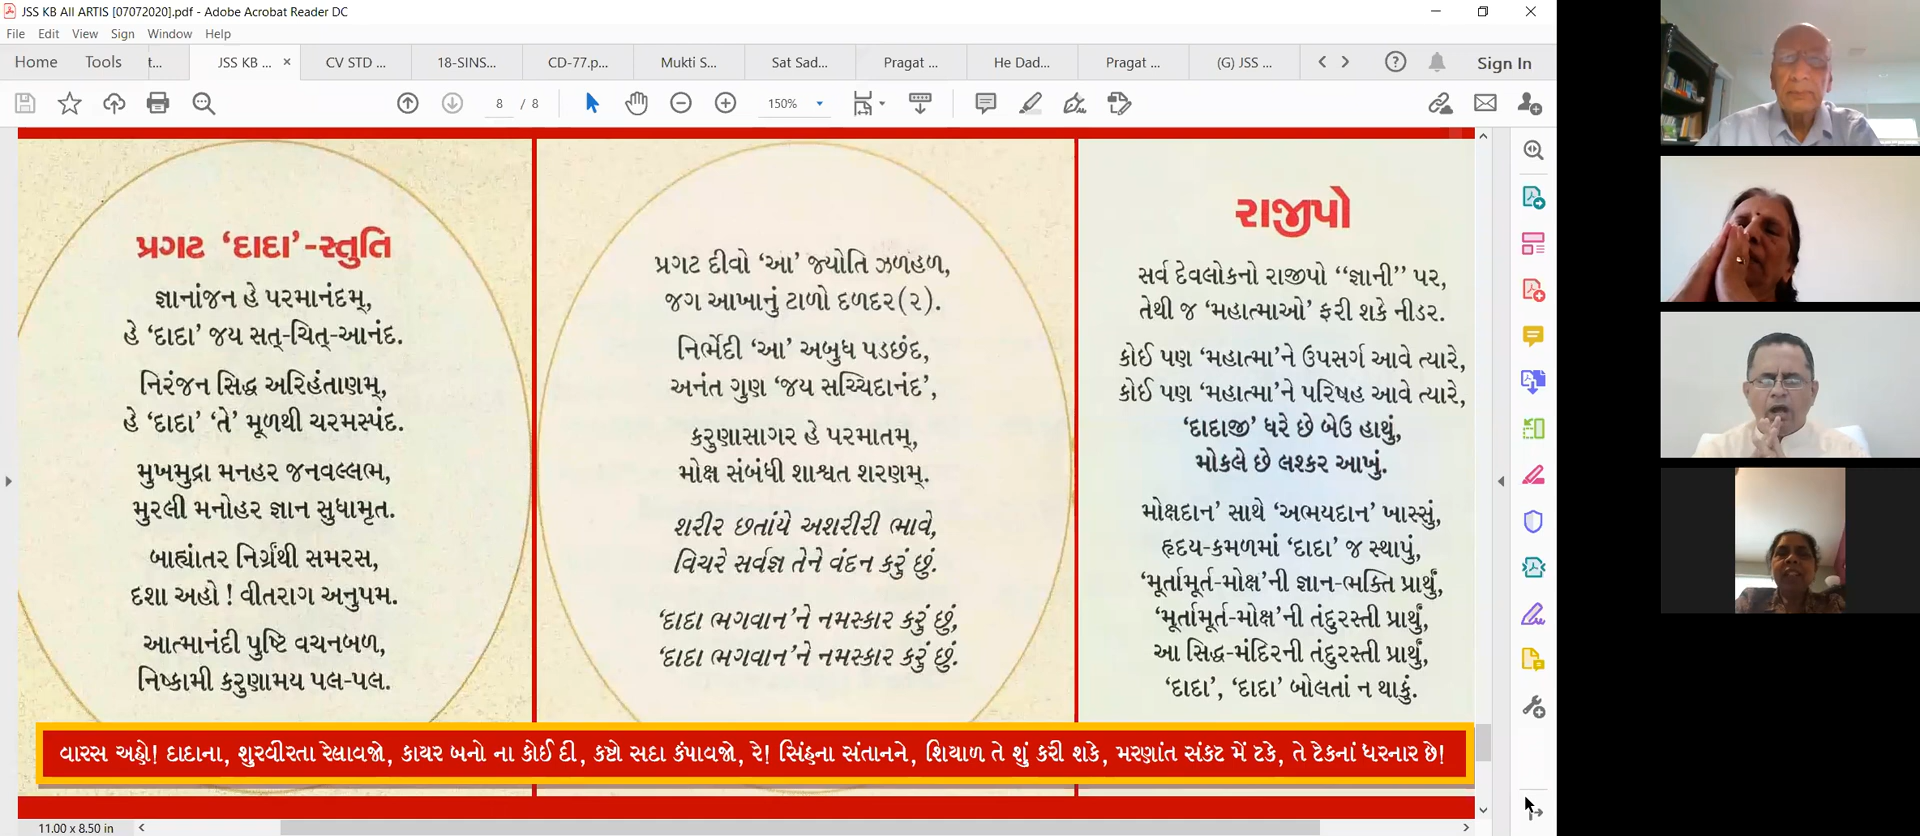 JSS KB All ARTIS [07072020].pdf - Adobe Acrobat Reader DC
File Edit View Sign Window Help
Home Tools t... JSS KB ... × CV STD ... 18-SINS... CD-77.p... Mukti S... Sat Sad... Pragat ... He Dad... Pragat ... (G) JSS ... Sign In
8 / 8 150%
પ્રગટ ‘દાદા’-સ્તુતિ
જ્ઞાનાંજન હે પરમાનંદમ્,
હે ‘દાદા’ જય સત્-ચિત્-આનંદ.
નિરંજન સિદ્ધ અરિહંતાણમ્,
હે ‘દાદા’ ‘તે’ મૂળથી ચરમસ્પંદ.
મુખમુદ્રા મનહર જનવલ્લભ,
મુરલી મનોહર જ્ઞાન સુધામૃત.
બાહ્યાંતર નિર્ગ્રંથી સમરસ,
દશા અહો ! વીતરાગ અનુપમ.
આત્માનંદી પુષ્ટિ વચનબળ,
નિષ્કામી કરુણામય પલ-પલ.
પ્રગટ દીવો ‘આ’ જ્યોતિ ઝળહળ,
જગ આખાનું ટાળો દળદર(૨).
નિર્ભેદી ‘આ’ અબુધ પડછંદ,
અનંત ગુણ ‘જય સચ્ચિદાનંદ’,
કરુણાસાગર હે પરમાતમ્,
મોક્ષ સંબંધી શાશ્વત શરણમ્.
શરીર છતાંયે અશરીરી ભાવે,
વિચરે સર્વજ્ઞ તેને વંદન કરું છું.
‘દાદા ભગવાન’ને નમસ્કાર કરું છું,
‘દાદા ભગવાન’ને નમસ્કાર કરું છું.
રાજીપો
સર્વ દેવલોકનો રાજીપો “જ્ઞાની” પર,
તેથી જ ‘મહાત્માઓ’ ફરી શકે નીડર.
કોઈ પણ ‘મહાત્મા’ને ઉપસર્ગ આવે ત્યારે,
કોઈ પણ ‘મહાત્મા’ને પરિષહ આવે ત્યારે,
‘દાદાજી’ ધરે છે બેઉ હાથું,
મોકલે છે લશ્કર આખું.
મોક્ષદાન’ સાથે ‘અભયદાન’ ખાસ્સું,
હૃદય-કમળમાં ‘દાદા’ જ સ્થાપું,
‘મૂર્તામૂર્ત-મોક્ષ’ની જ્ઞાન-ભક્તિ પ્રાર્થું,
‘મૂર્તામૂર્ત-મોક્ષ’ની તંદુરસ્તી પ્રાર્થું,
આ સિદ્ધ-મંદિરની તંદુરસ્તી પ્રાર્થું,
‘દાદા’, ‘દાદા’ બોલતાં ન થાકું.
વારસ અહો! દાદાના, શુરવીરતા રેલાવજો, કાયર બનો ના કોઈ દી, કષ્ટો સદા કંપાવજો, રે! સિંહના સંતાનને, શિયાળ તે શું કરી શકે, મરણાંત સંકટ મેં ટકે, તે ટેકનાં ધરનાર છે!
11.00 x 8.50 in